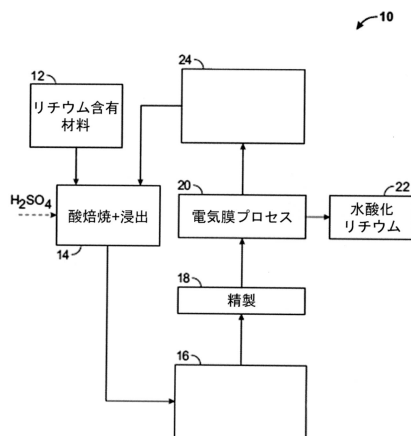 10
12
リチウム含有
材料
24
H2SO4
酸焙焼+浸出
14
20
電気膜プロセス
22
水酸化
リチウム
18
精製
16